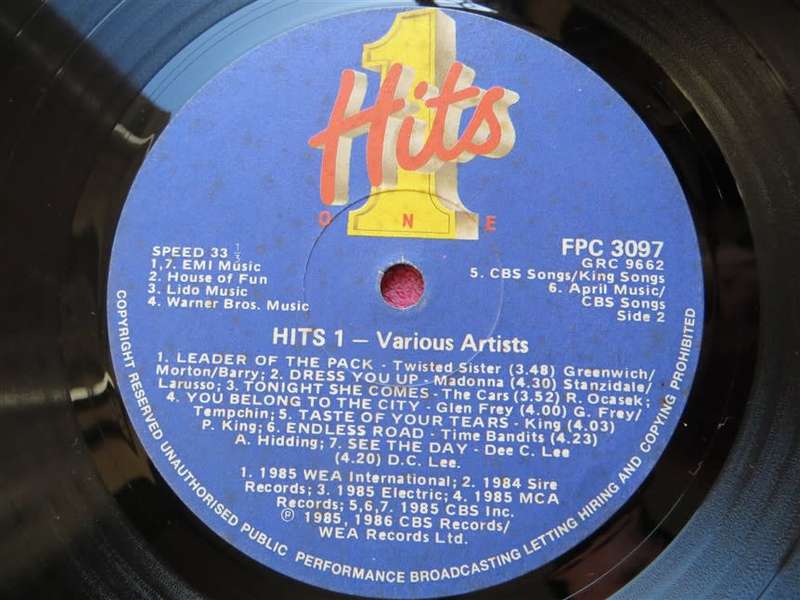 1
Hits
ONE
SPEED 33 1/3
1,7. EMI Music
2. House of Fun
3. Lido Music
4. Warner Bros. Music
FPC 3097
GRC 9662
5. CBS Songs/King Songs
6. April Music/
CBS Songs
Side 2
HITS 1 – Various Artists
1. LEADER OF THE PACK - Twisted Sister (3.48) Greenwich/
Morton/Barry; 2. DRESS YOU UP - Madonna (4.30) Stanzidale/
Larusso; 3. TONIGHT SHE COMES - The Cars (3.52) R. Ocasek;
4. YOU BELONG TO THE CITY - Glen Frey (4.00) G. Frey/
Tempchin; 5. TASTE OF YOUR TEARS - King (4.03)
P. King; 6. ENDLESS ROAD - Time Bandits (4.23)
A. Hidding; 7. SEE THE DAY - Dee C. Lee
(4.20) D.C. Lee.
1. 1985 WEA International; 2. 1984 Sire
Records; 3. 1985 Electric; 4. 1985 MCA
Records; 5,6,7. 1985 CBS Inc.
℗ 1985, 1986 CBS Records/
WEA Records Ltd.
COPYRIGHT RESERVED UNAUTHORISED PUBLIC PERFORMANCE BROADCASTING LETTING HIRING AND COPYING PROHIBITED